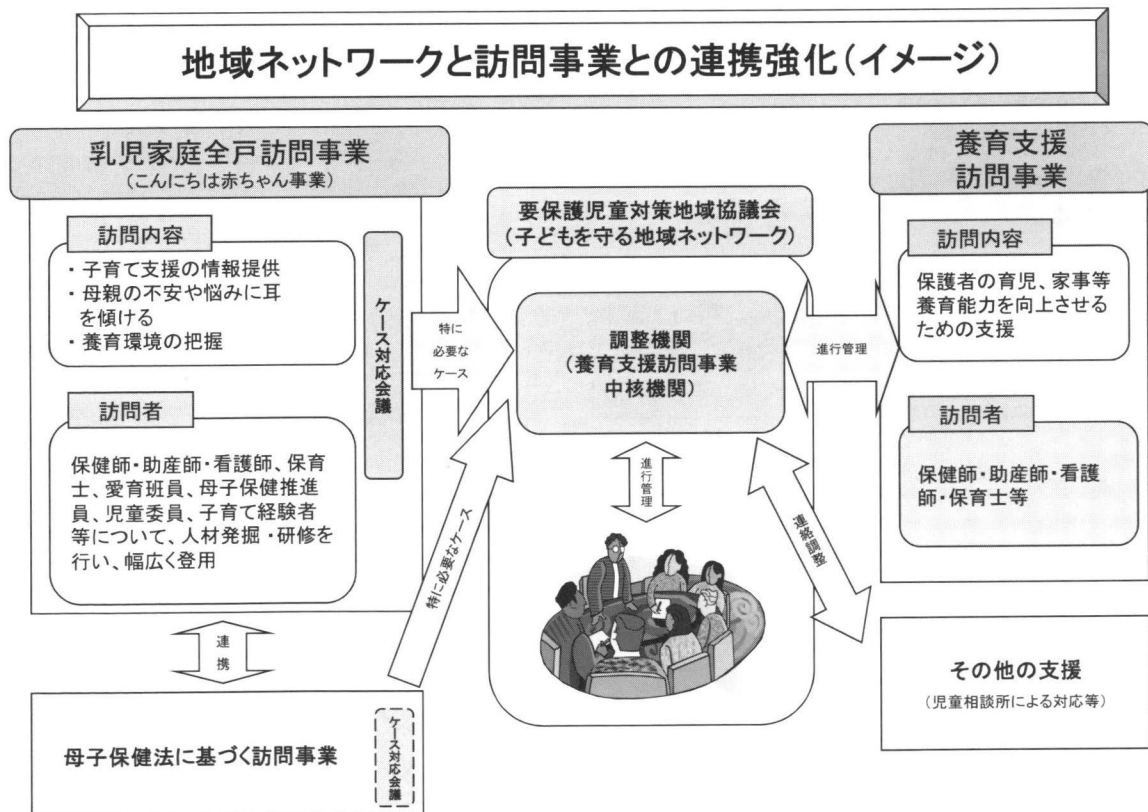 地域ネットワークと訪問事業との連携強化(イメージ)
乳児家庭全戸訪問事業
(こんにちは赤ちゃん事業)
訪問内容
・子育て支援の情報提供
・母親の不安や悩みに耳
を傾ける
・養育環境の把握
訪問者
保健師・助産師・看護師、保育
士、愛育班員、母子保健推進
員、児童委員、子育て経験者
等について、人材発掘・研修を
行い、幅広く登用
ケース対応会議
特に
必要な
ケース
連
携
母子保健法に基づく訪問事業
ケース対応会議
特に必要なケース
要保護児童対策地域協議会
(子どもを守る地域ネットワーク)
調整機関
(養育支援訪問事業
中核機関)
進行管理
進行管理
連絡調整
養育支援
訪問事業
訪問内容
保護者の育児、家事等
養育能力を向上させる
ための支援
訪問者
保健師・助産師・看護
師・保育士等
その他の支援
(児童相談所による対応等)